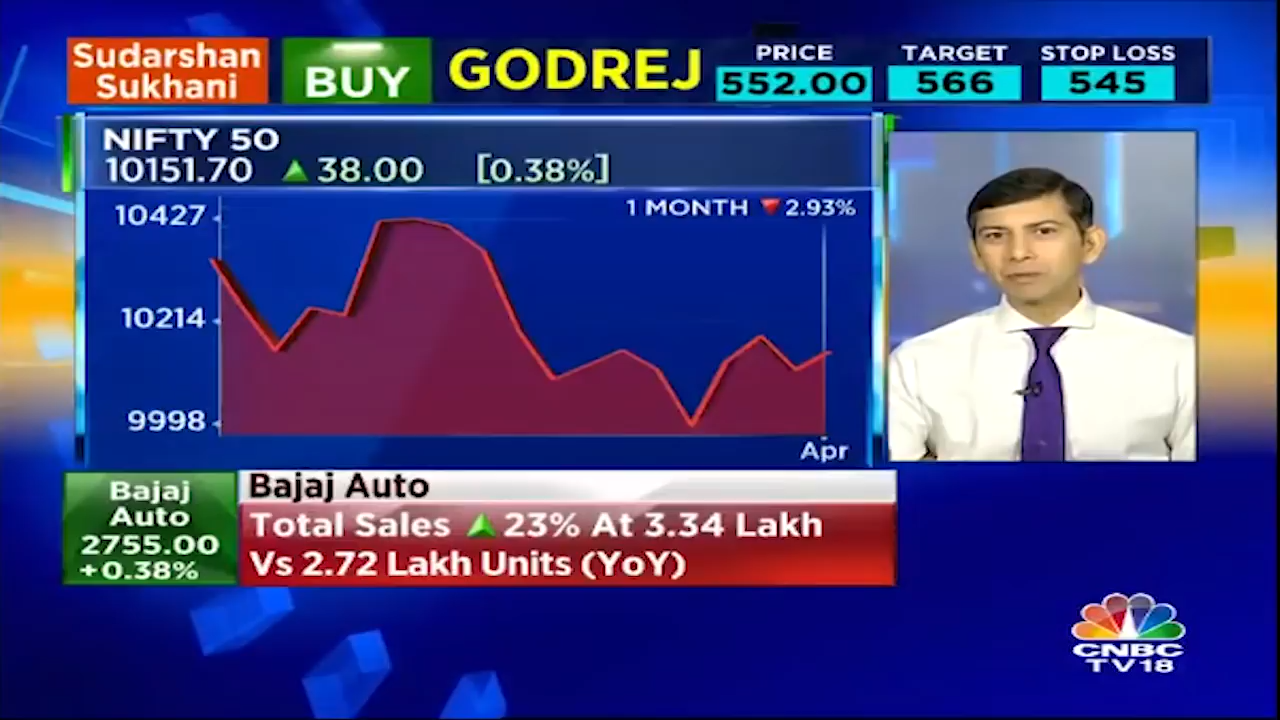 Sudarshan
Sukhani
BUY
GODREJ
PRICE
552.00
TARGET
566
STOP LOSS
545
NIFTY 50
10151.70 ▲ 38.00 [0.38%]
1 MONTH ▼ 2.93%
10427
10214
9998
Apr
Bajaj
Auto
2755.00
+0.38%
Bajaj Auto
Total Sales ▲ 23% At 3.34 Lakh
Vs 2.72 Lakh Units (YoY)
CNBC
TV18